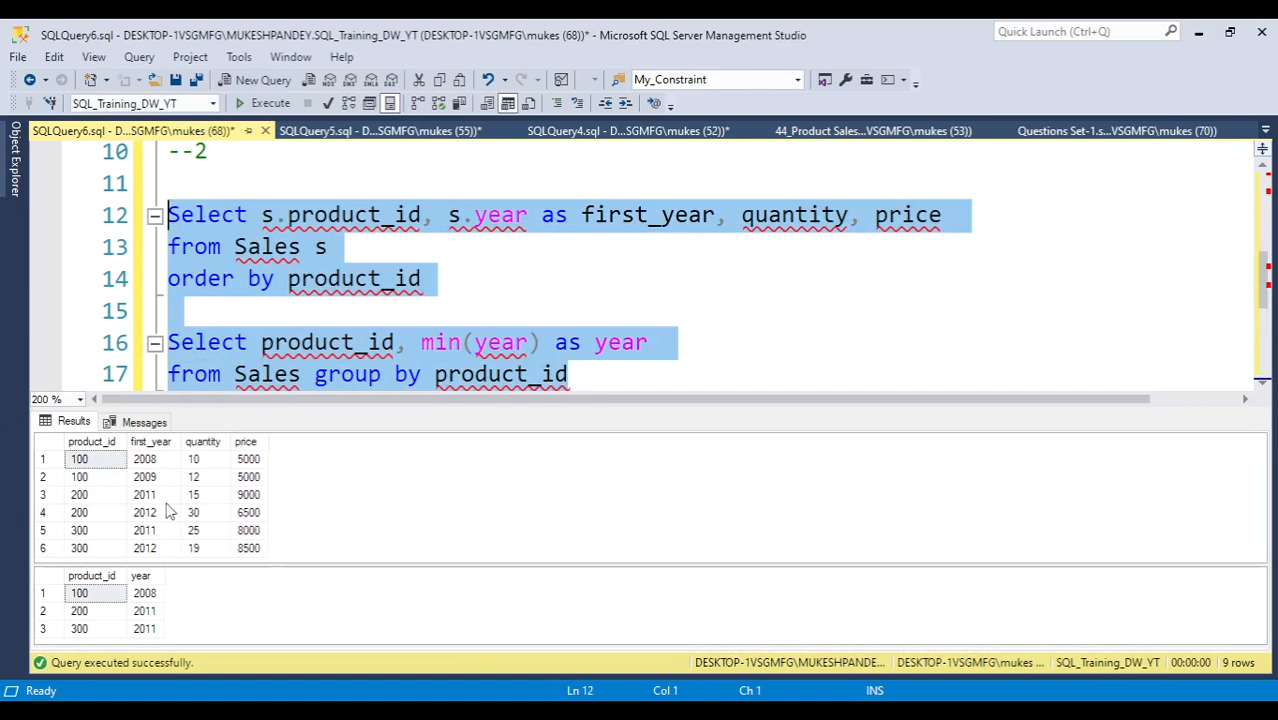 SQLQuery6.sql - DESKTOP-1VSGMFG\MUKESHPANDEY.SQL_Training_DW_YT (DESKTOP-1VSGMFG\mukes (68))* - Microsoft SQL Server Management Studio
Quick Launch (Ctrl+Q)
File Edit View Query Project Tools Window Help
New Query
My_Constraint
SQL_Training_DW_YT
Execute
SQLQuery6.sql - D...SGMFG\mukes (68))*
SQLQuery5.sql - D...SGMFG\mukes (55))*
SQLQuery4.sql - D...SGMFG\mukes (52))*
44_Product Sales...VSGMFG\mukes (53))
Questions Set-1.s...VSGMFG\mukes (70))
Object Explorer
10 --2
11
12 Select s.product_id, s.year as first_year, quantity, price
13 from Sales s
14 order by product_id
15
16 Select product_id, min(year) as year
17 from Sales group by product_id
200 %
Results Messages
product_id first_year quantity price
1 100 2008 10 5000
2 100 2009 12 5000
3 200 2011 15 9000
4 200 2012 30 6500
5 300 2011 25 8000
6 300 2012 19 8500
product_id year
1 100 2008
2 200 2011
3 300 2011
Query executed successfully.
DESKTOP-1VSGMFG\MUKESHPANDE...
DESKTOP-1VSGMFG\mukes ...
SQL_Training_DW_YT
00:00:00
9 rows
Ready
Ln 12
Col 1
Ch 1
INS